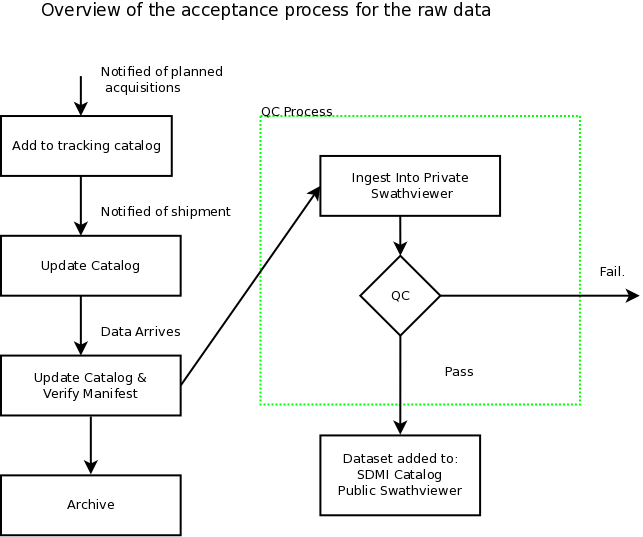 Overview of the acceptance process for the raw data
Notified of planned
acquisitions
Add to tracking catalog
Notified of shipment
Update Catalog
Data Arrives
Update Catalog &
Verify Manifest
Archive
QC Process
Ingest Into Private
Swathviewer
QC
Fail.
Pass
Dataset added to:
SDMI Catalog
Public Swathviewer